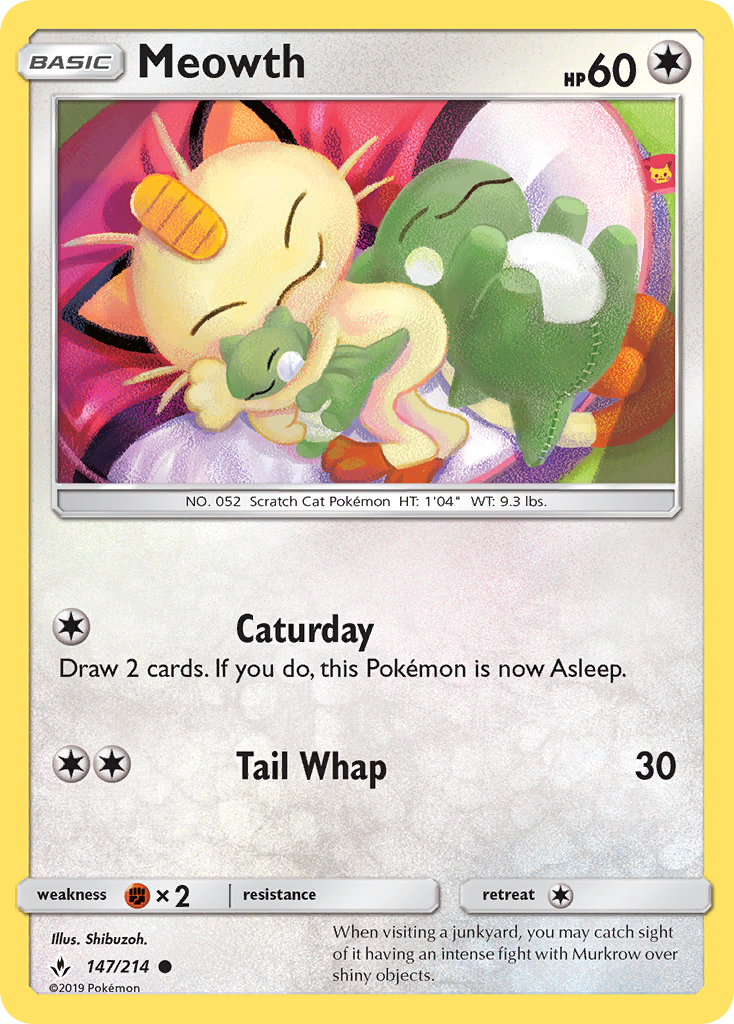 BASIC Meowth HP60
NO. 052 Scratch Cat Pokémon HT: 1'04" WT: 9.3 lbs.
Caturday
Draw 2 cards. If you do, this Pokémon is now Asleep.
Tail Whap 30
weakness ×2 resistance retreat
Illus. Shibuzoh.
147/214
©2019 Pokémon
When visiting a junkyard, you may catch sight
of it having an intense fight with Murkrow over
shiny objects.